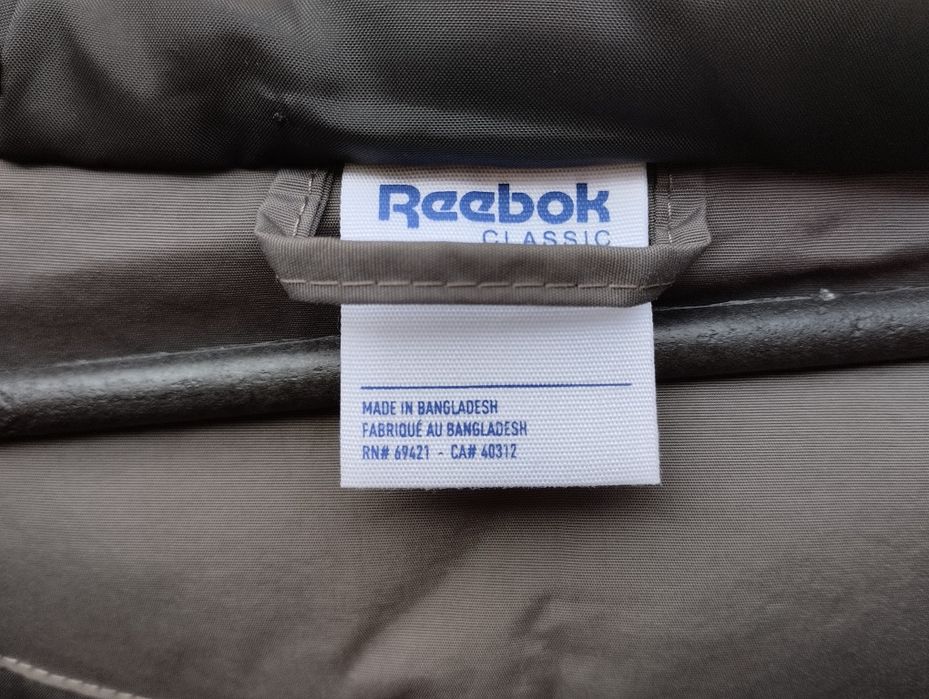 Reebok
CLASSIC
MADE IN BANGLADESH
FABRIQUÉ AU BANGLADESH
RN# 69421 - CA# 40312